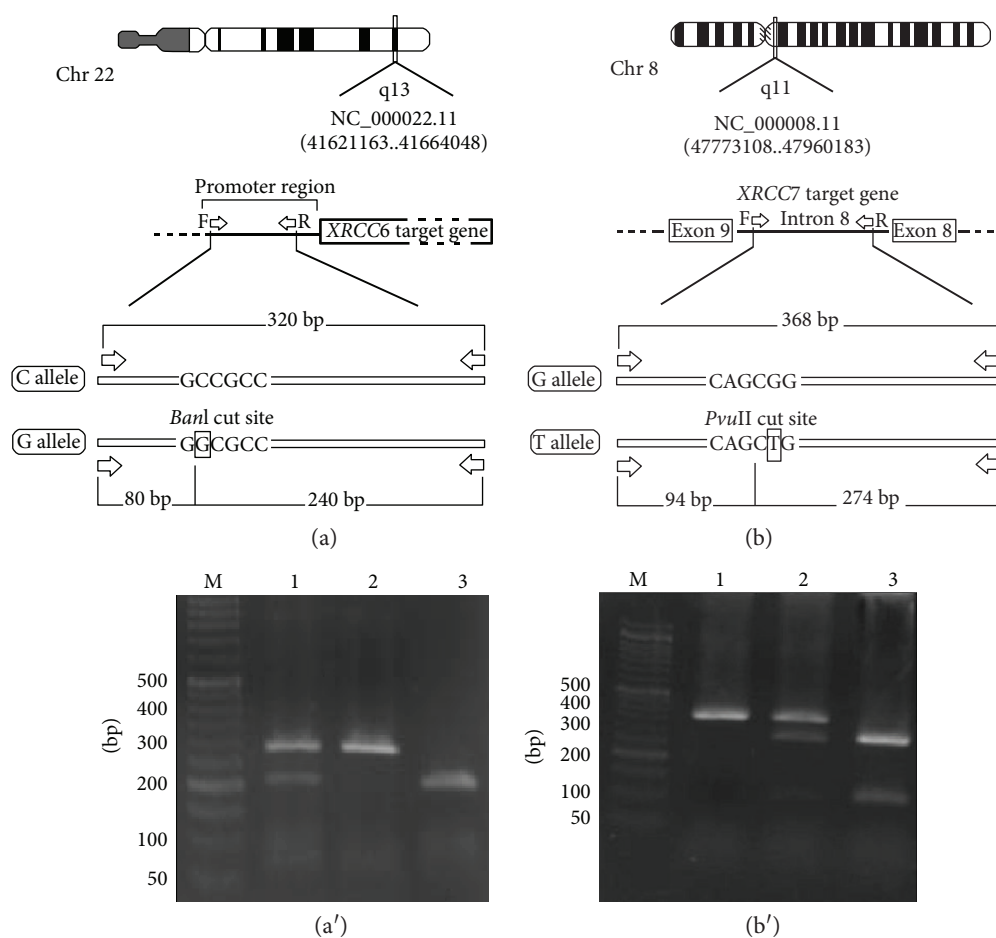 Chr 22
q13
NC_000022.11
(41621163..41664048)
Promoter region
F
R
XRCC6 target gene
320 bp
C allele
GCCGCC
BanI cut site
G allele
GGCGCC
80 bp
240 bp
(a)
Chr 8
q11
NC_000008.11
(47773108..47960183)
XRCC7 target gene
Exon 9
F
Intron 8
R
Exon 8
368 bp
G allele
CAGCGG
PvuII cut site
T allele
CAGCTG
94 bp
274 bp
(b)
M 1 2 3
500
400
300
200
100
50
(bp)
(a′)
M 1 2 3
500
400
300
200
100
50
(bp)
(b′)